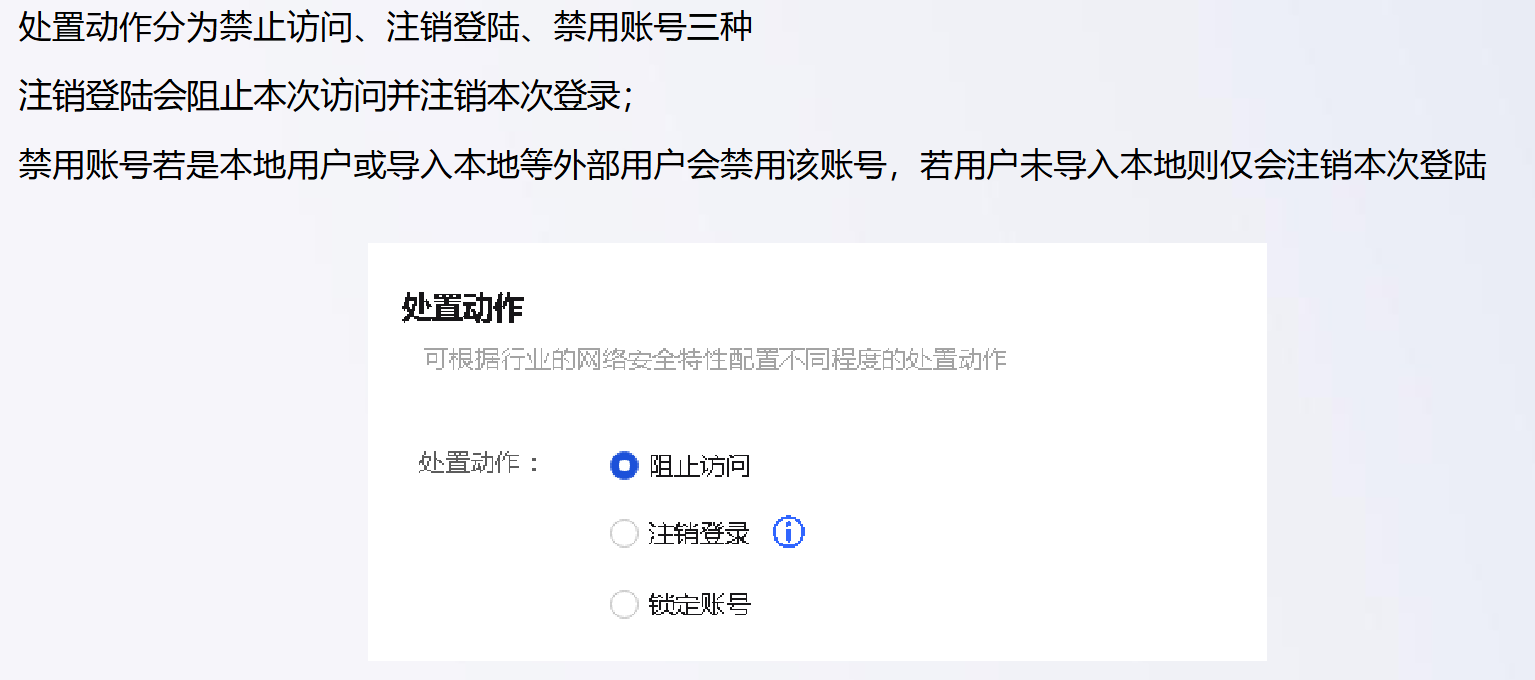 处置动作分为禁止访问、注销登陆、禁用账号三种
注销登陆会阻止本次访问并注销本次登录；
禁用账号若是本地用户或导入本地等外部用户会禁用该账号，若用户未导入本地则仅会注销本次登陆
处置动作
可根据行业的网络安全特性配置不同程度的处置动作
处置动作：
阻止访问
注销登录
锁定账号